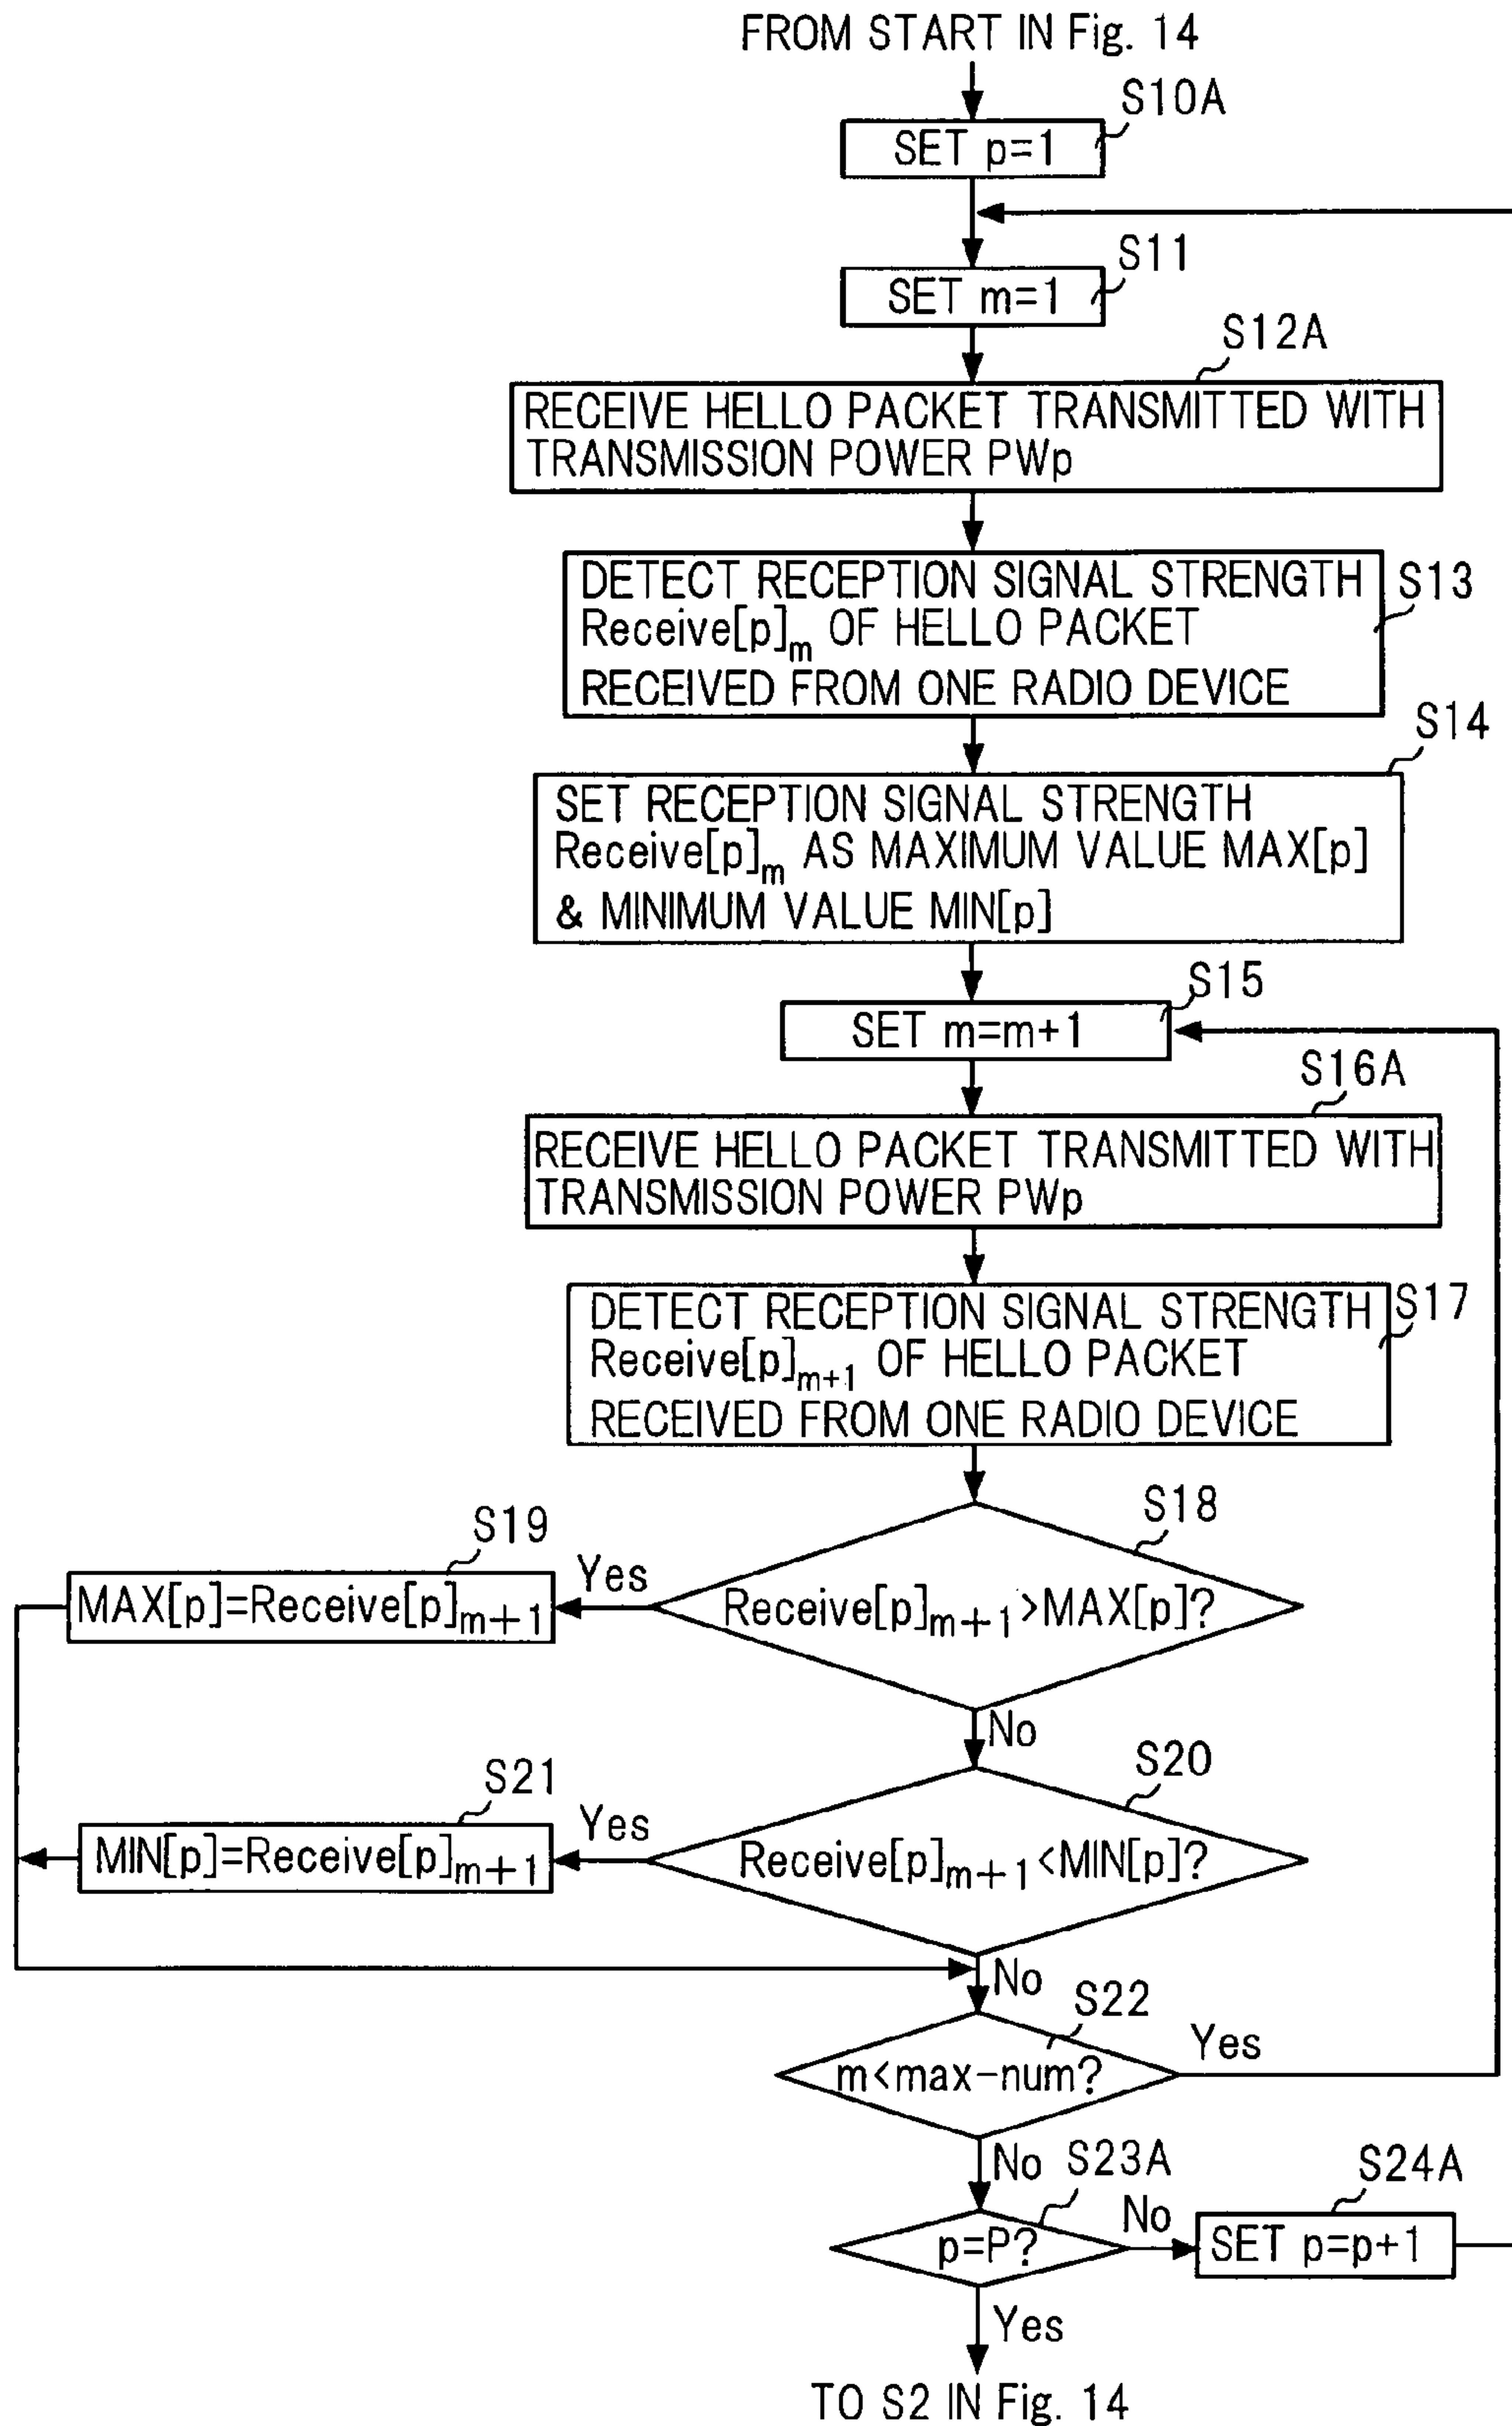 FROM START IN Fig. 14
S10A
SET p=1
S11
SET m=1
S12A
RECEIVE HELLO PACKET TRANSMITTED WITH
TRANSMISSION POWER PWp
S13
DETECT RECEPTION SIGNAL STRENGTH
Receive[p]m OF HELLO PACKET
RECEIVED FROM ONE RADIO DEVICE
S14
SET RECEPTION SIGNAL STRENGTH
Receive[p]m AS MAXIMUM VALUE MAX[p]
& MINIMUM VALUE MIN[p]
S15
SET m=m+1
S16A
RECEIVE HELLO PACKET TRANSMITTED WITH
TRANSMISSION POWER PWp
S17
DETECT RECEPTION SIGNAL STRENGTH
Receive[p]m+1 OF HELLO PACKET
RECEIVED FROM ONE RADIO DEVICE
S18
Receive[p]m+1>MAX[p]?
Yes
S19
MAX[p]=Receive[p]m+1
No
S20
Receive[p]m+1<MIN[p]?
Yes
S21
MIN[p]=Receive[p]m+1
No
S22
m<max-num?
Yes
No
S23A
p=P?
No
S24A
SET p=p+1
Yes
TO S2 IN Fig. 14